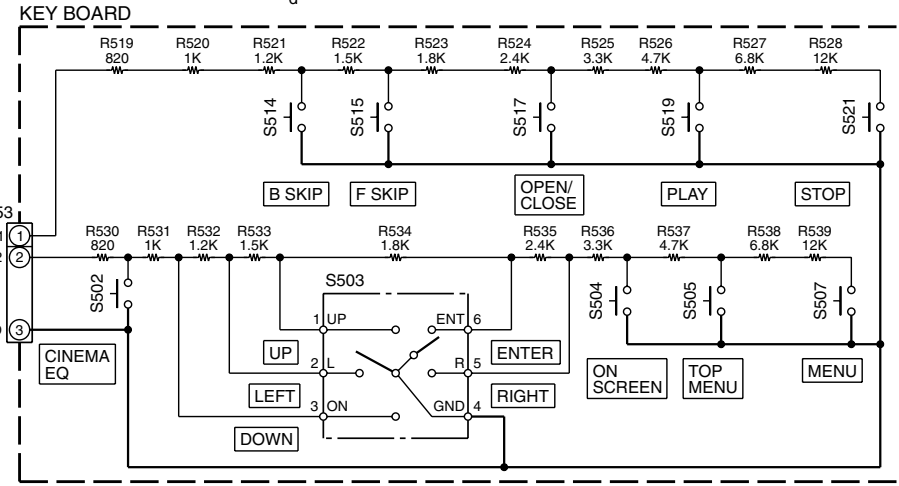 d
KEY BOARD
R519 R520 R521 R522 R523 R524 R525 R526 R527 R528
820 1K 1.2K 1.5K 1.8K 2.4K 3.3K 4.7K 6.8K 12K
S514 S515 S517 S519 S521
B SKIP F SKIP OPEN/ CLOSE PLAY STOP
53
1 1
R530 R531 R532 R533 R534 R535 R536 R537 R538 R539
820 1K 1.2K 1.5K 1.8K 2.4K 3.3K 4.7K 6.8K 12K
2 2
S502 S503 S504 S505 S507
1 UP ENT 6
3
CINEMA
EQ
UP ENTER
2 L R 5
ON
SCREEN
TOP
MENU
MENU
LEFT RIGHT
3 ON GND 4
DOWN